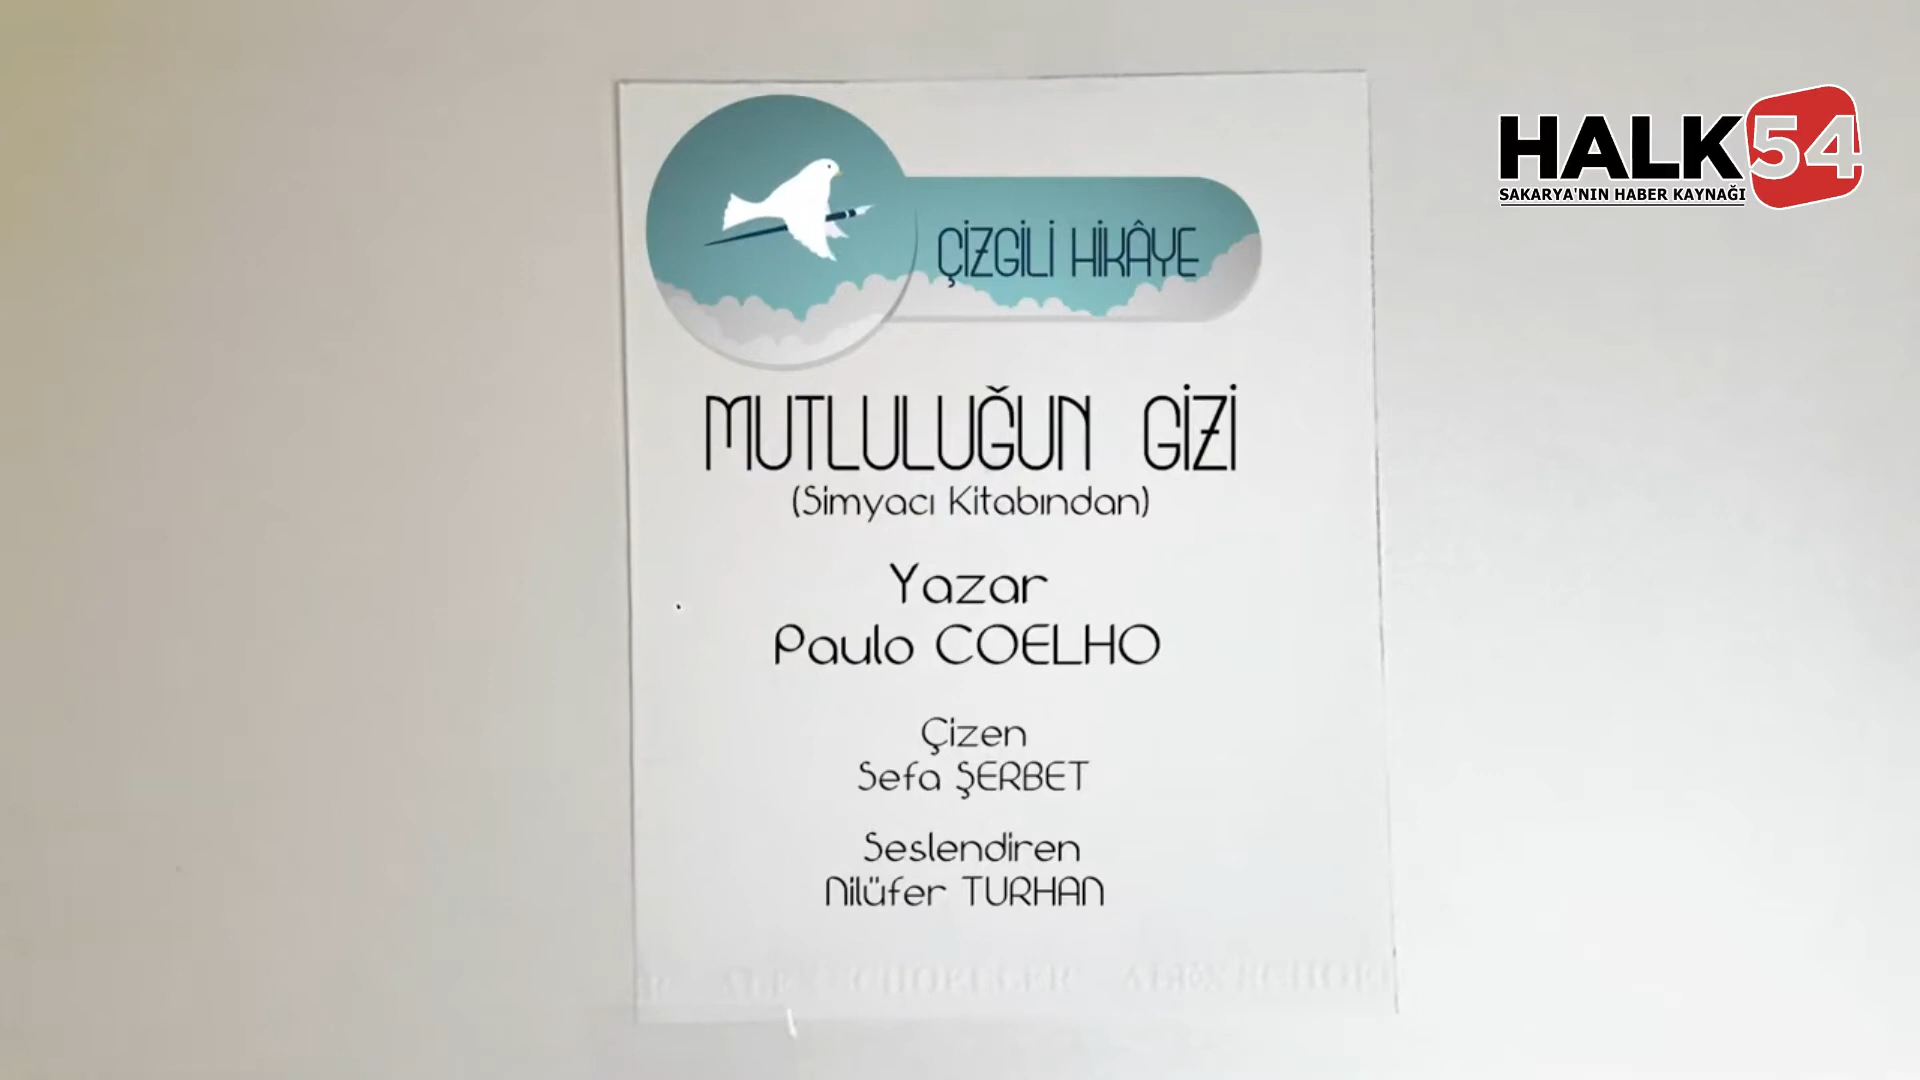 HALK54
SAKARYA'NIN HABER KAYNAĞI
ÇİZGİLİ HİKÂYE
MUTLULUĞUN GİZİ
(Simyacı Kitabından)
Yazar
Paulo COELHO
Çizen
Sefa ŞERBET
Seslendiren
Nilüfer TURHAN